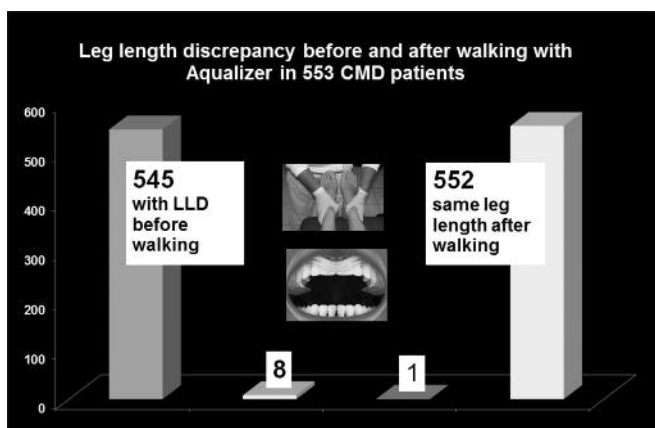 Leg length discrepancy before and after walking with
Aqualizer in 553 CMD patients
600
500
400
300
200
100
0
545
with LLD
before
walking
8
1
552
same leg
length after
walking